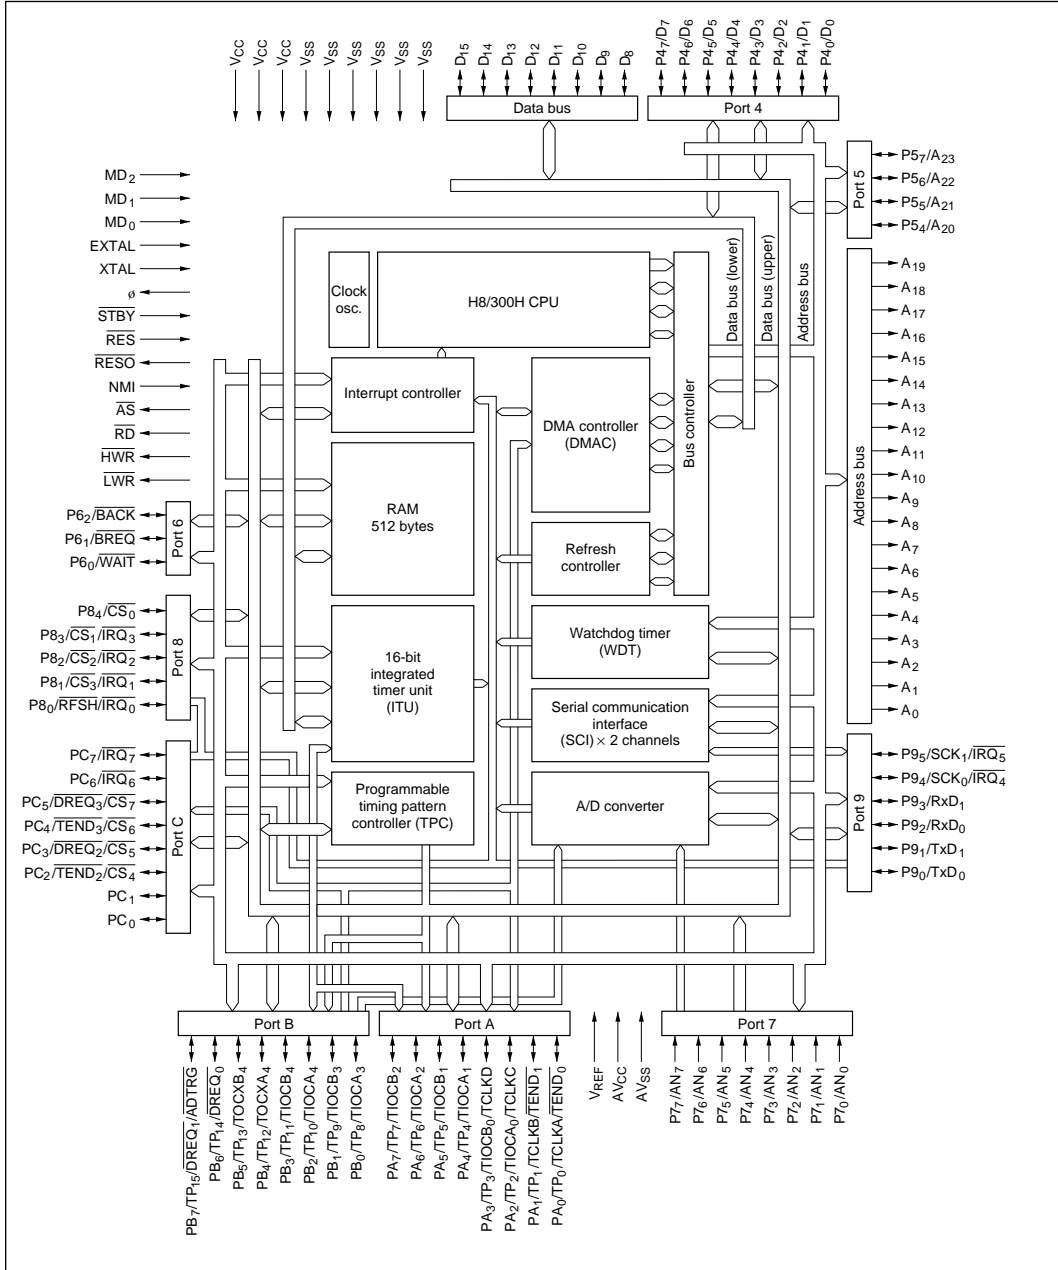 VCC
VCC
VCC
VSS
VSS
VSS
VSS
VSS
VSS
D15
D14
D13
D12
D11
D10
D9
D8
P47/D7
P46/D6
P45/D5
P44/D4
P43/D3
P42/D2
P41/D1
P40/D0
Data bus
Port 4
MD2
MD1
MD0
EXTAL
XTAL
ø
STBY
RES
RESO
NMI
AS
RD
HWR
LWR
Port 5
P57/A23
P56/A22
P55/A21
P54/A20
Clock
osc.
H8/300H CPU
Interrupt controller
RAM
512 bytes
16-bit
integrated
timer unit
(ITU)
Programmable
timing pattern
controller (TPC)
DMA controller
(DMAC)
Refresh
controller
Watchdog timer
(WDT)
Serial communication
interface
(SCI) × 2 channels
A/D converter
Bus controller
Data bus (lower)
Data bus (upper)
Address bus
Address bus
A19
A18
A17
A16
A15
A14
A13
A12
A11
A10
A9
A8
A7
A6
A5
A4
A3
A2
A1
A0
P62/BACK
P61/BREQ
P60/WAIT
Port 6
P84/CS0
P83/CS1/IRQ3
P82/CS2/IRQ2
P81/CS3/IRQ1
P80/RFSH/IRQ0
Port 8
PC7/IRQ7
PC6/IRQ6
PC5/DREQ3/CS7
PC4/TEND3/CS6
PC3/DREQ2/CS5
PC2/TEND2/CS4
PC1
PC0
Port C
Port 9
P95/SCK1/IRQ5
P94/SCK0/IRQ4
P93/RxD1
P92/RxD0
P91/TxD1
P90/TxD0
Port B
Port A
Port 7
PB7/TP15/DREQ1/ADTRG
PB6/TP14/DREQ0
PB5/TP13/TOCXB4
PB4/TP12/TOCXA4
PB3/TP11/TIOCB4
PB2/TP10/TIOCA4
PB1/TP9/TIOCB3
PB0/TP8/TIOCA3
PA7/TP7/TIOCB2
PA6/TP6/TIOCA2
PA5/TP5/TIOCB1
PA4/TP4/TIOCA1
PA3/TP3/TIOCB0/TCLKD
PA2/TP2/TIOCA0/TCLKC
PA1/TP1/TCLKB/TEND1
PA0/TP0/TCLKA/TEND0
VREF
AVCC
AVSS
P77/AN7
P76/AN6
P75/AN5
P74/AN4
P73/AN3
P72/AN2
P71/AN1
P70/AN0